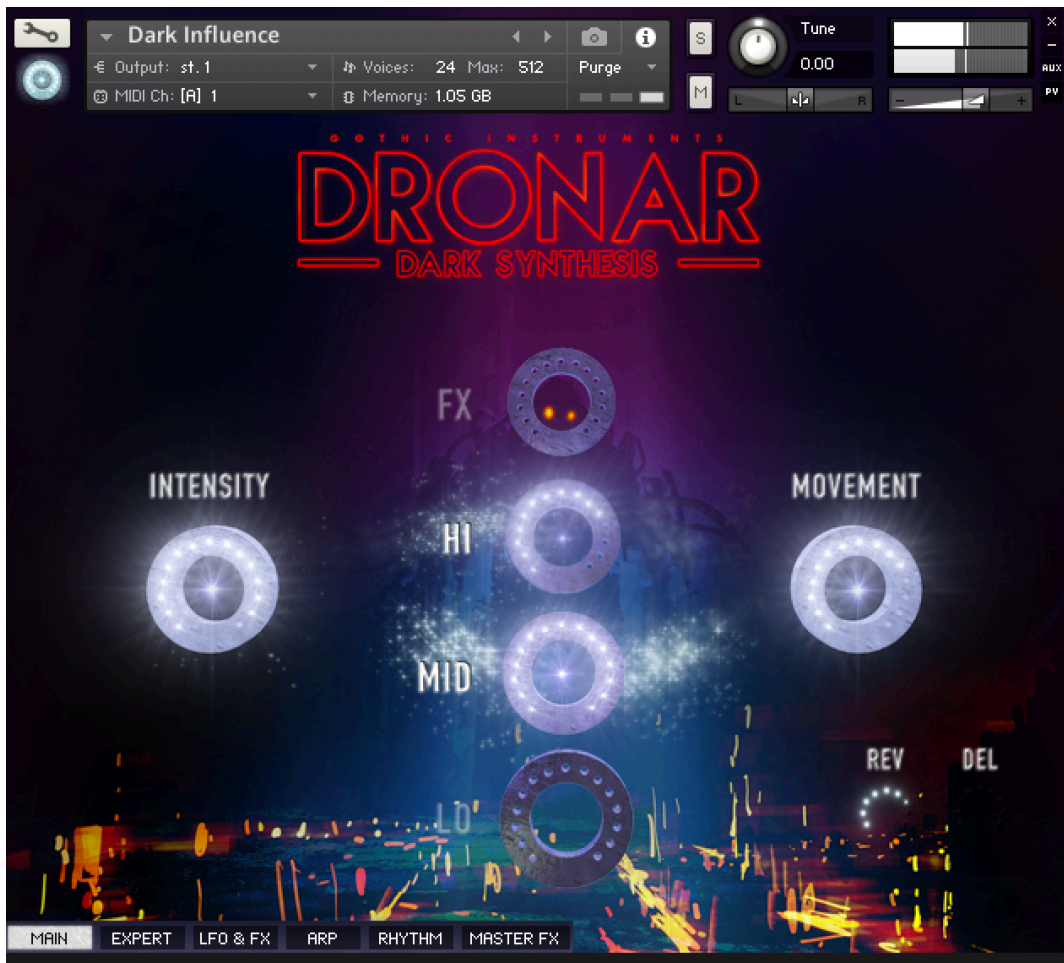 Dark Influence
S
Tune
X
Output: st.1
Voices: 24 Max: 512
Purge
0.00
–
AUX
MIDI Ch: [A] 1
Memory: 1.05 GB
M
L
R
– +
PV
GOTHIC INSTRUMENTS
DRONAR
DARK SYNTHESIS
FX
INTENSITY
MOVEMENT
HI
MID
REV
DEL
LO
MAIN EXPERT LFO & FX ARP RHYTHM MASTER FX